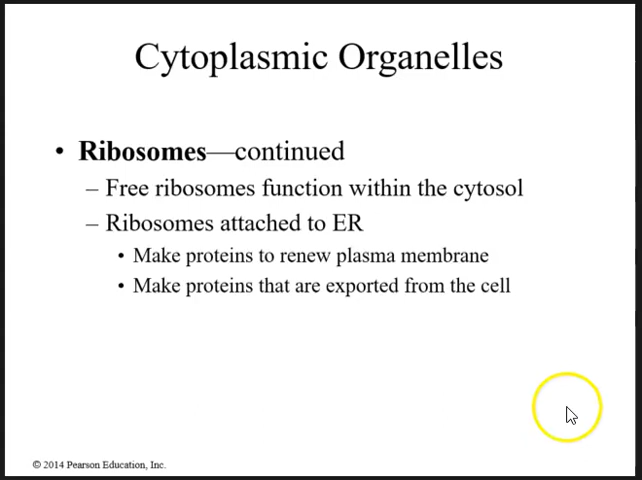 Cytoplasmic Organelles
• Ribosomes—continued
– Free ribosomes function within the cytosol
– Ribosomes attached to ER
• Make proteins to renew plasma membrane
• Make proteins that are exported from the cell
© 2014 Pearson Education, Inc.